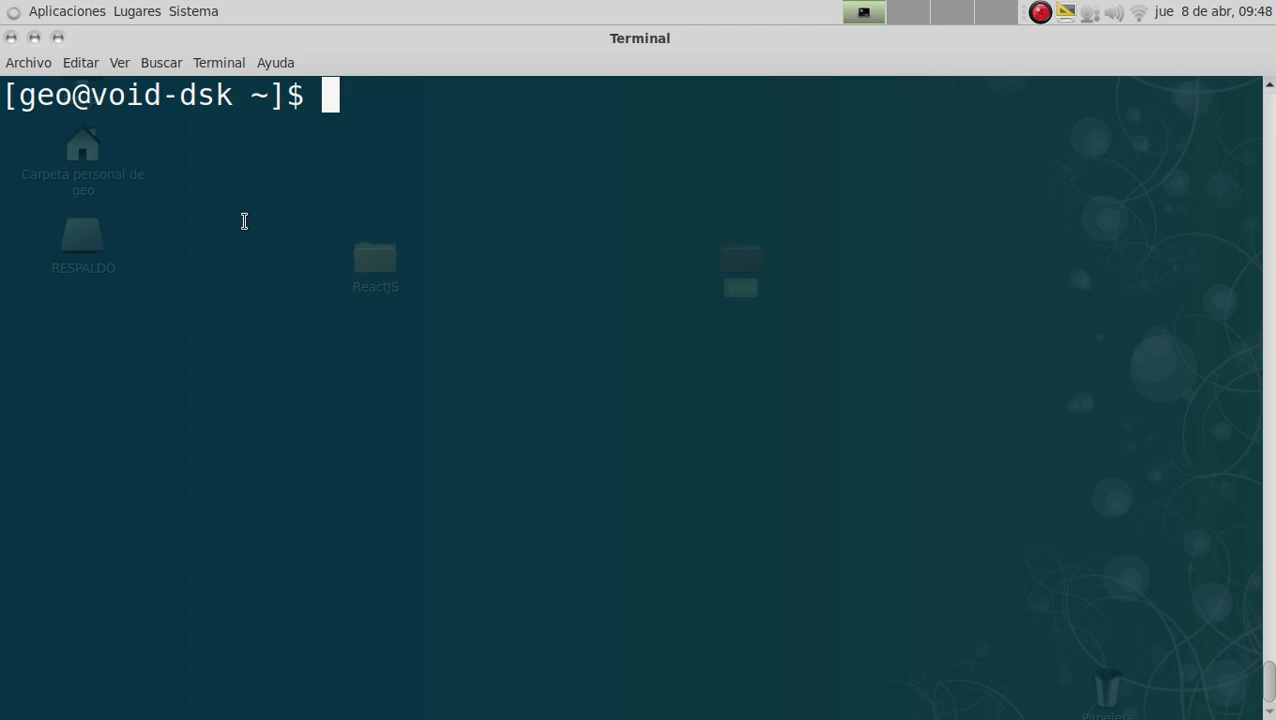 Aplicaciones Lugares Sistema
jue 8 de abr, 09:48
Terminal
Archivo Editar Ver Buscar Terminal Ayuda
[geo@void-dsk ~]$
Carpeta personal de
geo
RESPALDO
ReactJS
void
Papelera